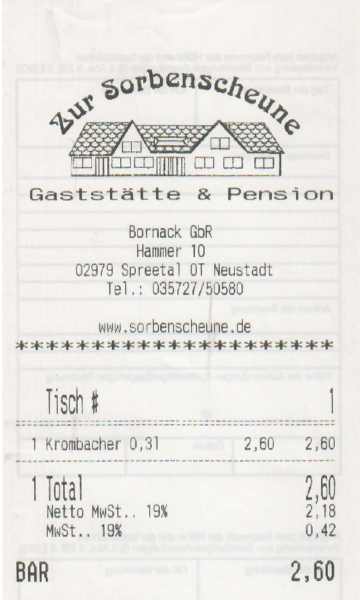 Zur Sorbenscheune
Gaststätte & Pension
Bornack GbR
Hammer 10
02979 Spreetal OT Neustadt
Tel.: 035727/50580
www.sorbenscheune.de
**********************
Tisch # 1
1 Krombacher 0,3l 2,60 2,60
1 Total 2,60
Netto MwSt.. 19% 2,18
MwSt.. 19% 0,42
BAR 2,60